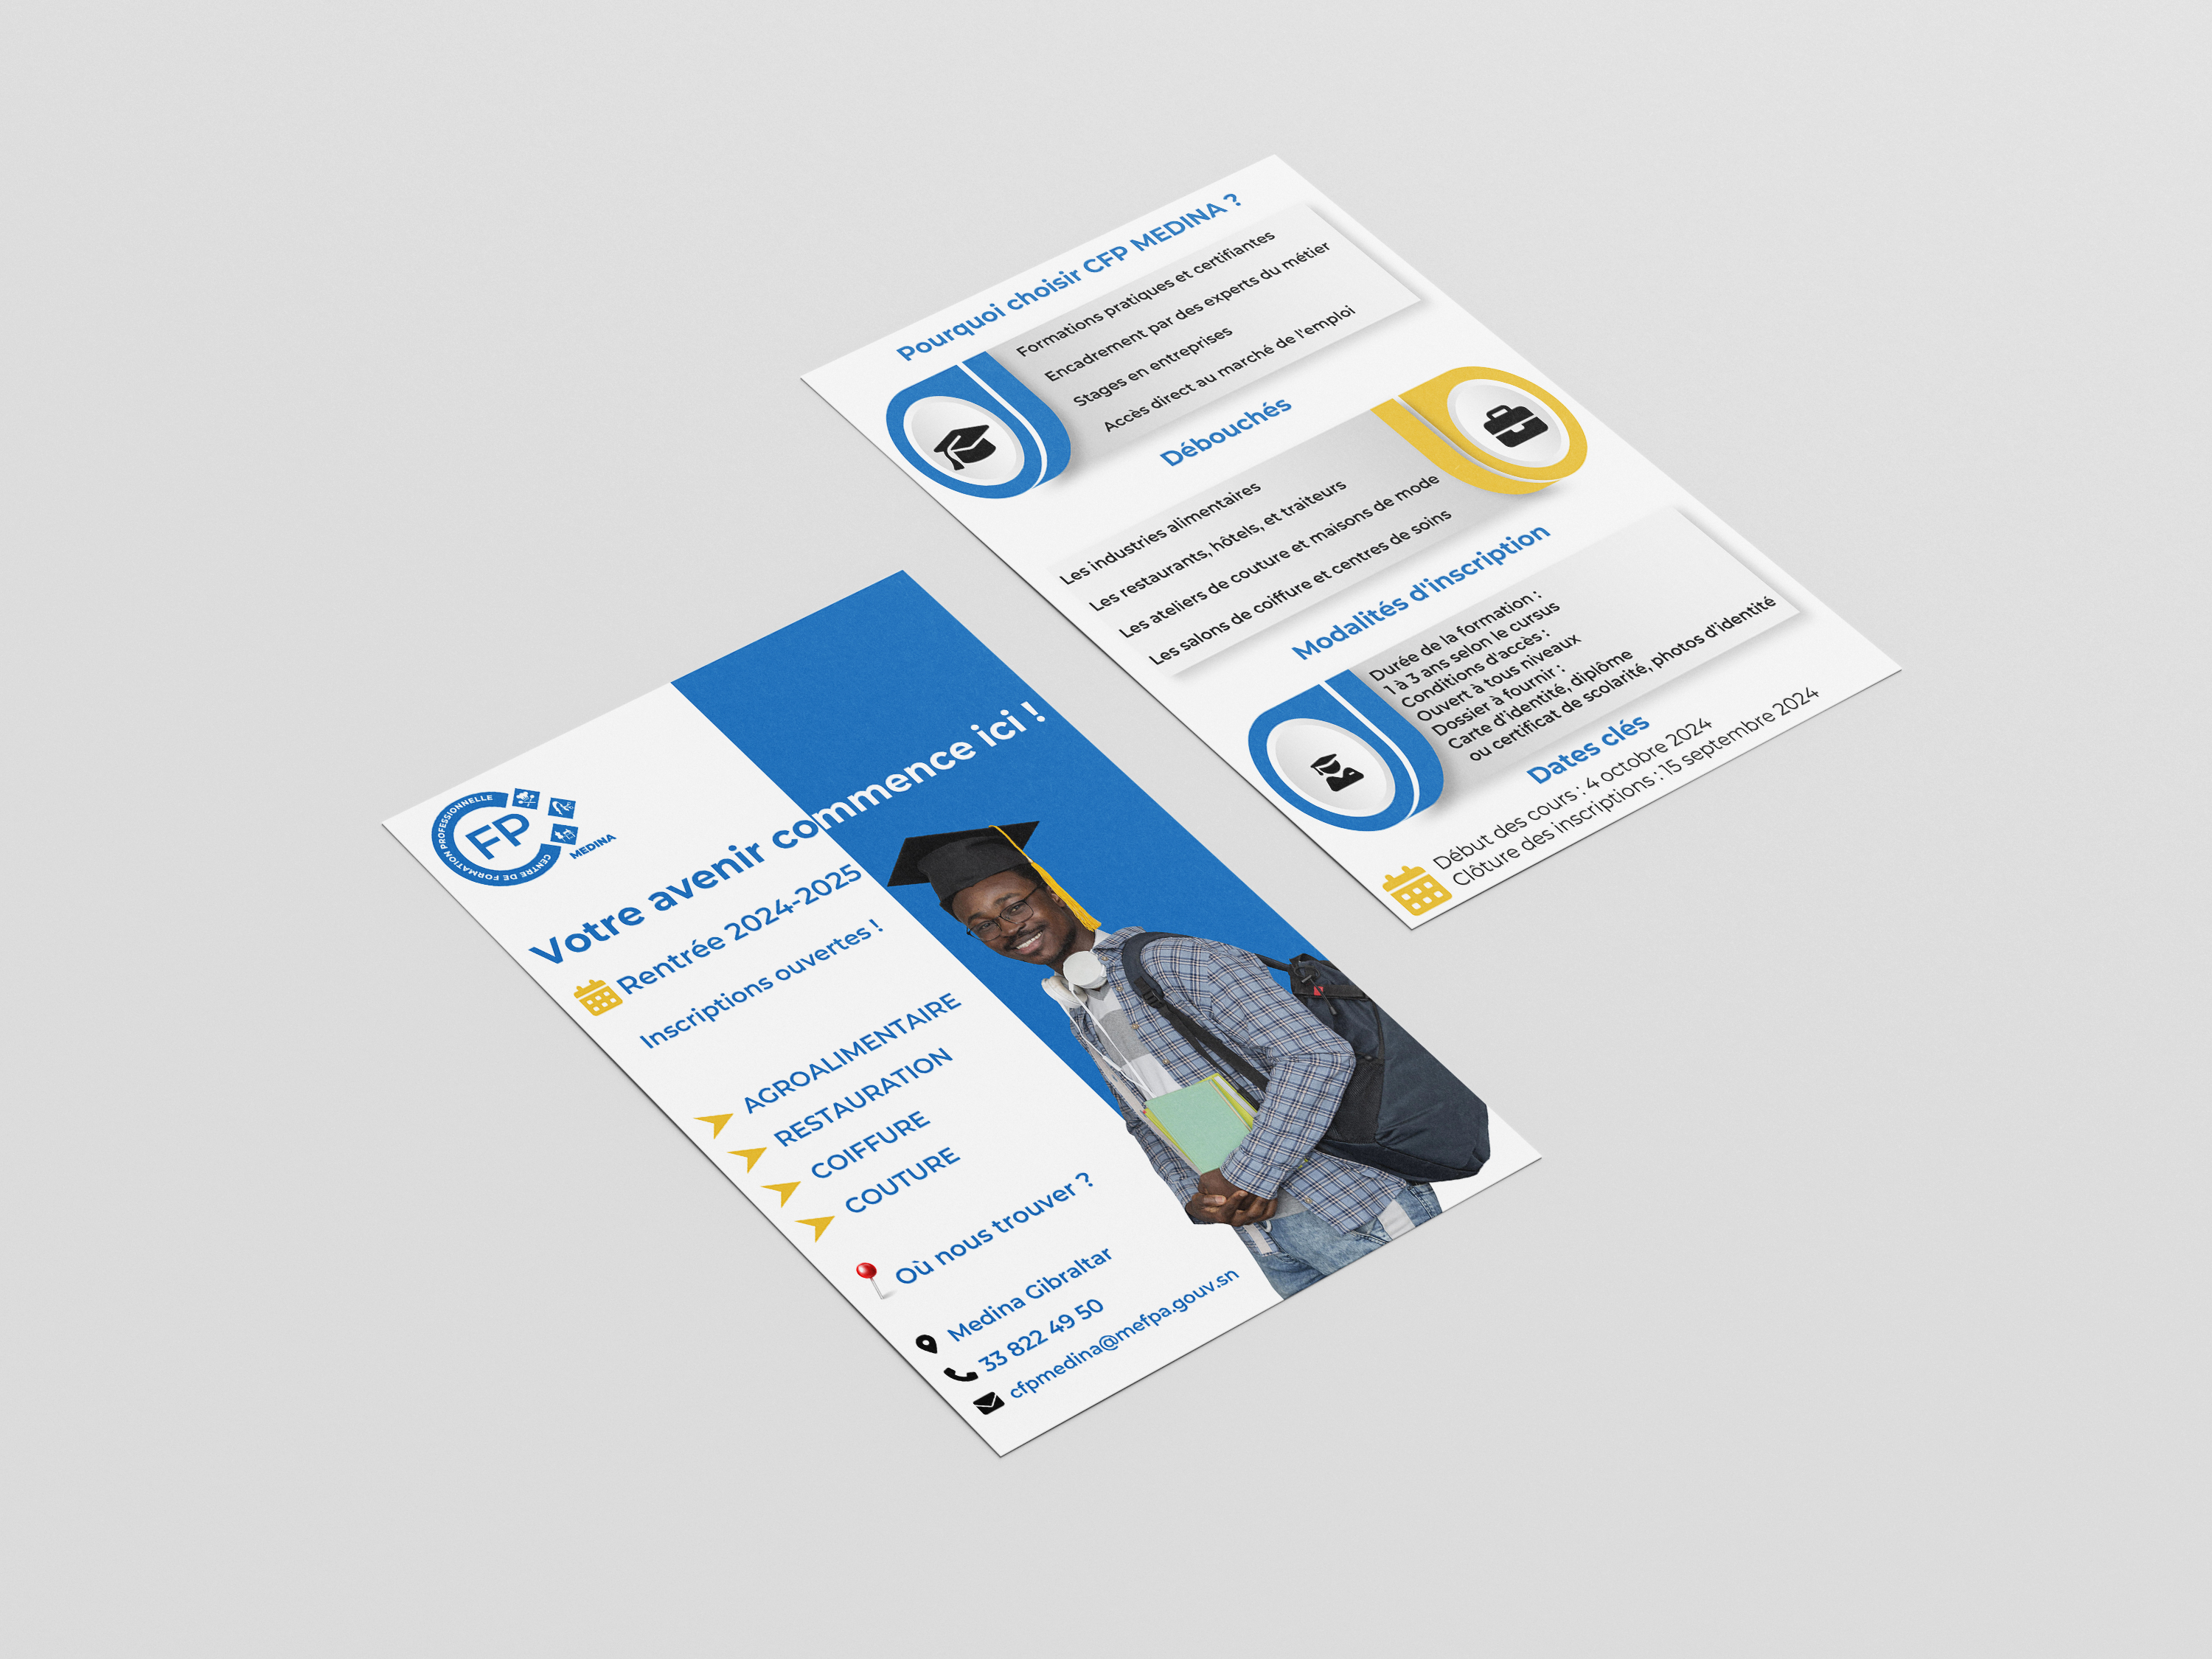 CENTRE DE FORMATION PROFESSIONNELLE
FP
MEDINA
Votre avenir commence ici !
Rentrée 2024-2025
Inscriptions ouvertes !
AGROALIMENTAIRE
RESTAURATION
COIFFURE
COUTURE
Où nous trouver ?
Medina Gibraltar
33 822 49 50
cfpmedina@mefpa.gouv.sn
Pourquoi choisir CFP MEDINA ?
Formations pratiques et certifiantes
Encadrement par des experts du métier
Stages en entreprises
Accès direct au marché de l'emploi
Débouchés
Les industries alimentaires
Les restaurants, hôtels, et traiteurs
Les ateliers de couture et maisons de mode
Les salons de coiffure et centres de soins
Modalités d'inscription
Durée de la formation :
1 à 3 ans selon le cursus
Conditions d'accès :
Ouvert à tous niveaux
Dossier à fournir :
Carte d'identité, diplôme
ou certificat de scolarité, photos d'identité
Dates clés
Début des cours : 4 octobre 2024
Clôture des inscriptions : 15 septembre 2024